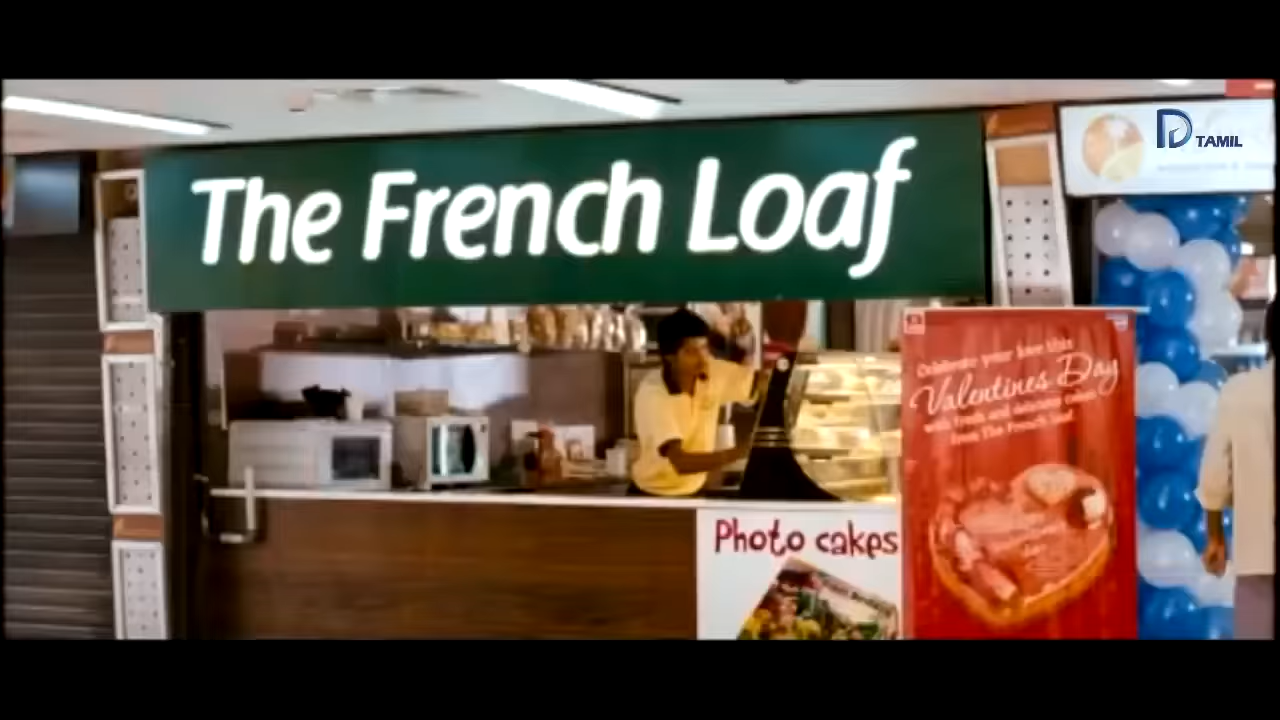 The French Loaf
TAMIL
Celebrate your love this
Valentines Day
with fresh and delicious cakes
from The French loaf
Photo cakes